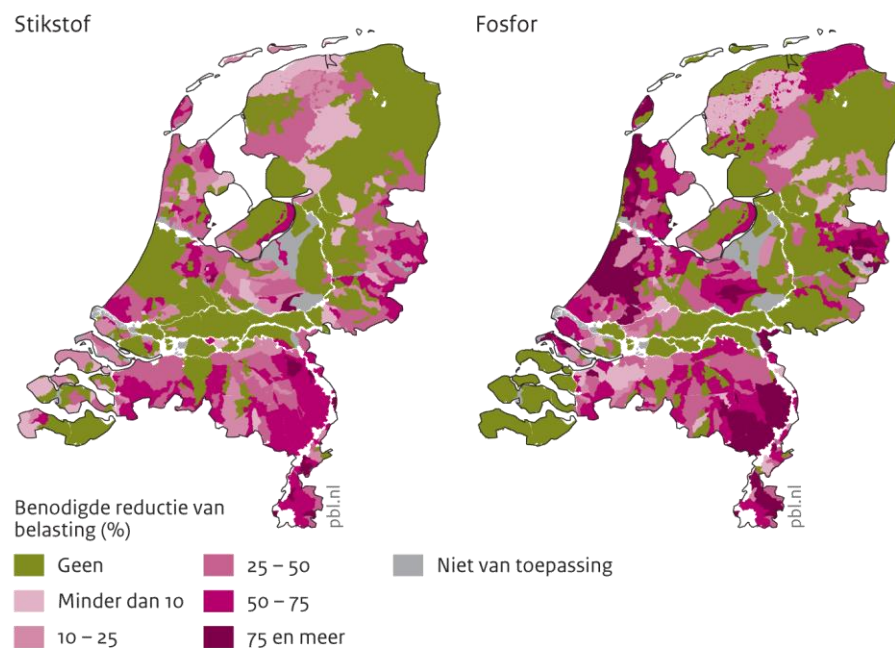 Stikstof
Fosfor
pbl.nl
pbl.nl
Benodigde reductie van
belasting (%)
Geen
Minder dan 10
10 – 25
25 – 50
50 – 75
75 en meer
Niet van toepassing